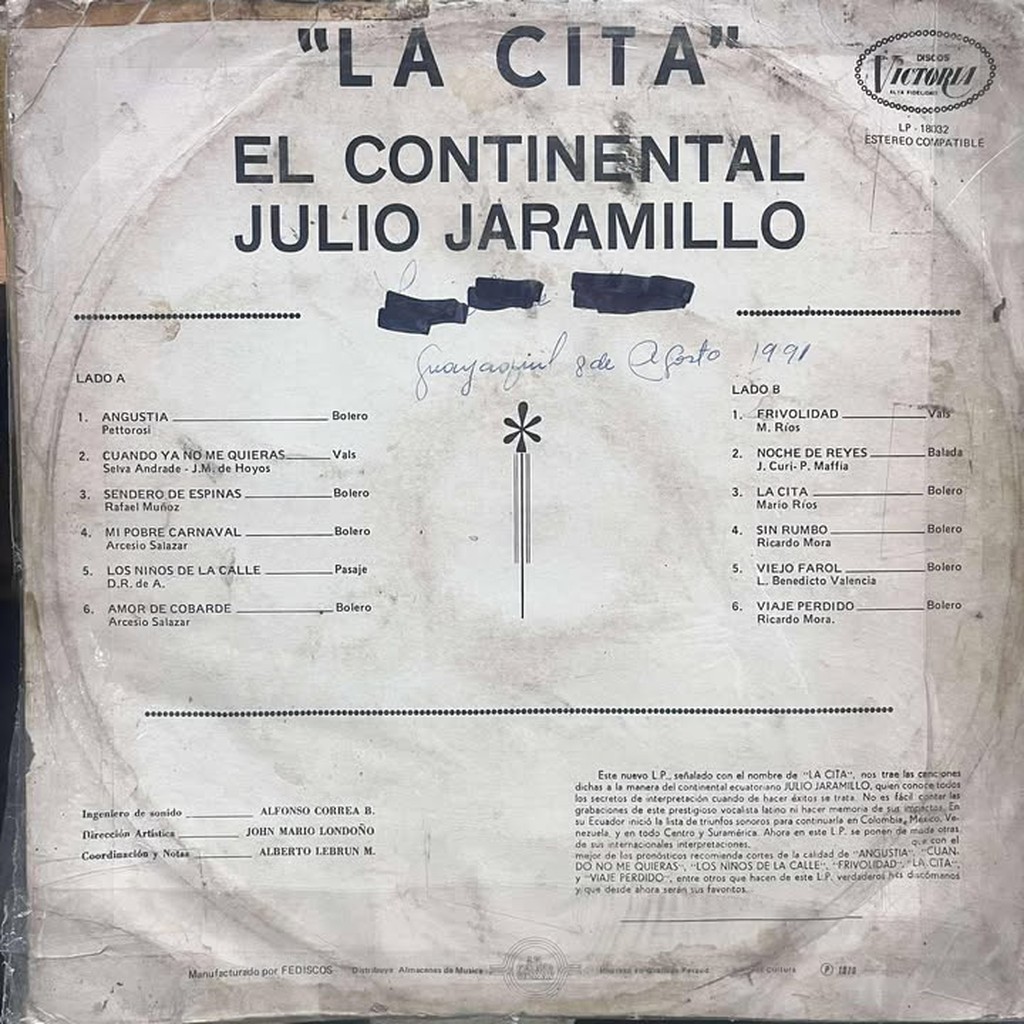 "LA CITA"
DISCOS
VICTORIA
ALTA FIDELIDAD
LP - 18032
ESTEREO COMPATIBLE
EL CONTINENTAL
JULIO JARAMILLO
Guayaquil 8 de Agosto 1991
LADO A
1. ANGUSTIA Bolero
Pettorosi
2. CUANDO YA NO ME QUIERAS Vals
Selva Andrade - J.M. de Hoyos
3. SENDERO DE ESPINAS Bolero
Rafael Muñoz
4. MI POBRE CARNAVAL Bolero
Arcesio Salazar
5. LOS NINOS DE LA CALLE Pasaje
D.R. de A.
6. AMOR DE COBARDE Bolero
Arcesio Salazar
LADO B
1. FRIVOLIDAD Vals
M. Ríos
2. NOCHE DE REYES Balada
J. Curi- P. Maffia
3. LA CITA Bolero
Mario Ríos
4. SIN RUMBO Bolero
Ricardo Mora
5. VIEJO FAROL Bolero
L. Benedicto Valencia
6. VIAJE PERDIDO Bolero
Ricardo Mora.
Ingeniero de sonido ALFONSO CORREA B.
Dirección Artística JOHN MARIO LONDOÑO
Coordinación y Notas ALBERTO LEBRUN M.
Este nuevo L.P., señalado con el nombre de "LA CITA", nos trae las canciones
dichas a la manera del continental ecuatoriano JULIO JARAMILLO, quien conoce todos
los secretos de interpretación cuando de hacer éxitos se trata. No es fácil contar las
grabaciones de este prestigioso vocalista latino ni hacer memoria de sus impactos. En
su Ecuador inició la lista de triunfos sonoros para continuarla en Colombia, México, Ve-
nezuela, y en todo Centro y Suramérica. Ahora en este L.P. se ponen de moda otras
de sus internacionales interpretaciones. que con el
mejor de los pronósticos recomienda cortes de la calidad de "ANGUSTIA", "CUAN-
DO NO ME QUIERAS", "LOS NIÑOS DE LA CALLE", "FRIVOLIDAD", "LA CITA",
y "VIAJE PERDIDO", entre otros que hacen de este L.P. verdaderos hits discómanos
y que desde ahora serán sus favoritos.
Manufacturado por FEDISCOS Distribuye Almacenes de Musica Cultura